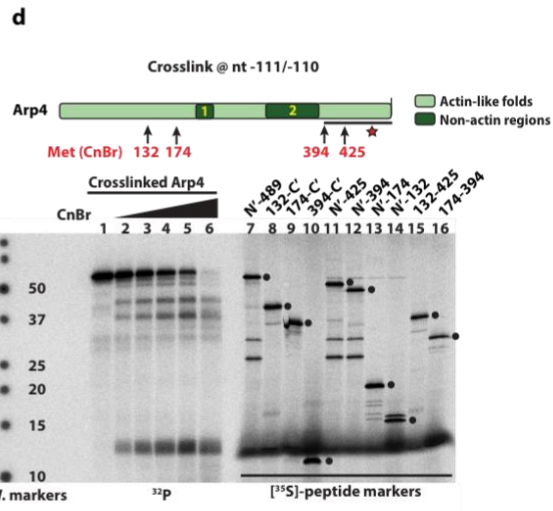 d
Crosslink @ nt -111/-110
Arp4
1
2
Actin-like folds
Non-actin regions
Met (CnBr) 132 174 394 425
Crosslinked Arp4
CnBr
N'-489
132-C'
174-C'
394-C'
N'-425
N'-394
N'-174
N'-132
132-425
174-394
1 2 3 4 5 6 7 8 9 10 11 12 13 14 15 16
50
37
25
20
15
10
. markers
32P
[35S]-peptide markers